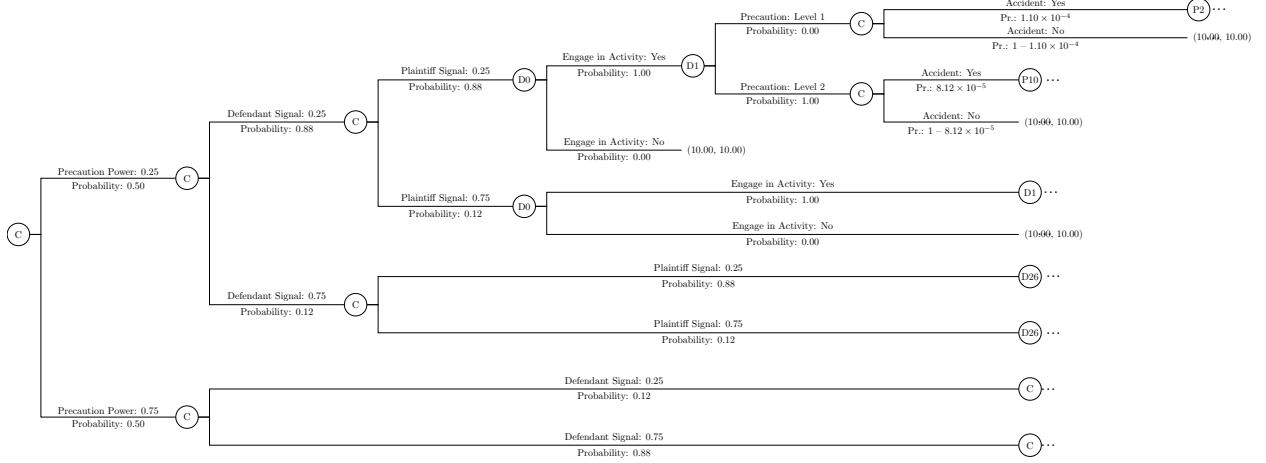 Accident: Yes
P2 ...
Pr.: 1.10 × 10⁻⁴
Precaution: Level 1
C
Probability: 0.00
Accident: No
(10.00, 10.00)
Pr.: 1 – 1.10 × 10⁻⁴
Engage in Activity: Yes
D1
Probability: 1.00
Plaintiff Signal: 0.25
D0
Probability: 0.88
Accident: Yes
P10 ...
Pr.: 8.12 × 10⁻⁵
Precaution: Level 2
C
Probability: 1.00
Accident: No
(10.00, 10.00)
Pr.: 1 – 8.12 × 10⁻⁵
Defendant Signal: 0.25
C
Probability: 0.88
Engage in Activity: No
(10.00, 10.00)
Probability: 0.00
Precaution Power: 0.25
C
Probability: 0.50
Engage in Activity: Yes
D1 ...
Probability: 1.00
Plaintiff Signal: 0.75
D0
Probability: 0.12
Engage in Activity: No
(10.00, 10.00)
Probability: 0.00
C
Plaintiff Signal: 0.25
D26 ...
Probability: 0.88
Defendant Signal: 0.75
C
Probability: 0.12
Plaintiff Signal: 0.75
D26 ...
Probability: 0.12
Defendant Signal: 0.25
C ...
Probability: 0.12
Precaution Power: 0.75
C
Probability: 0.50
Defendant Signal: 0.75
C ...
Probability: 0.88